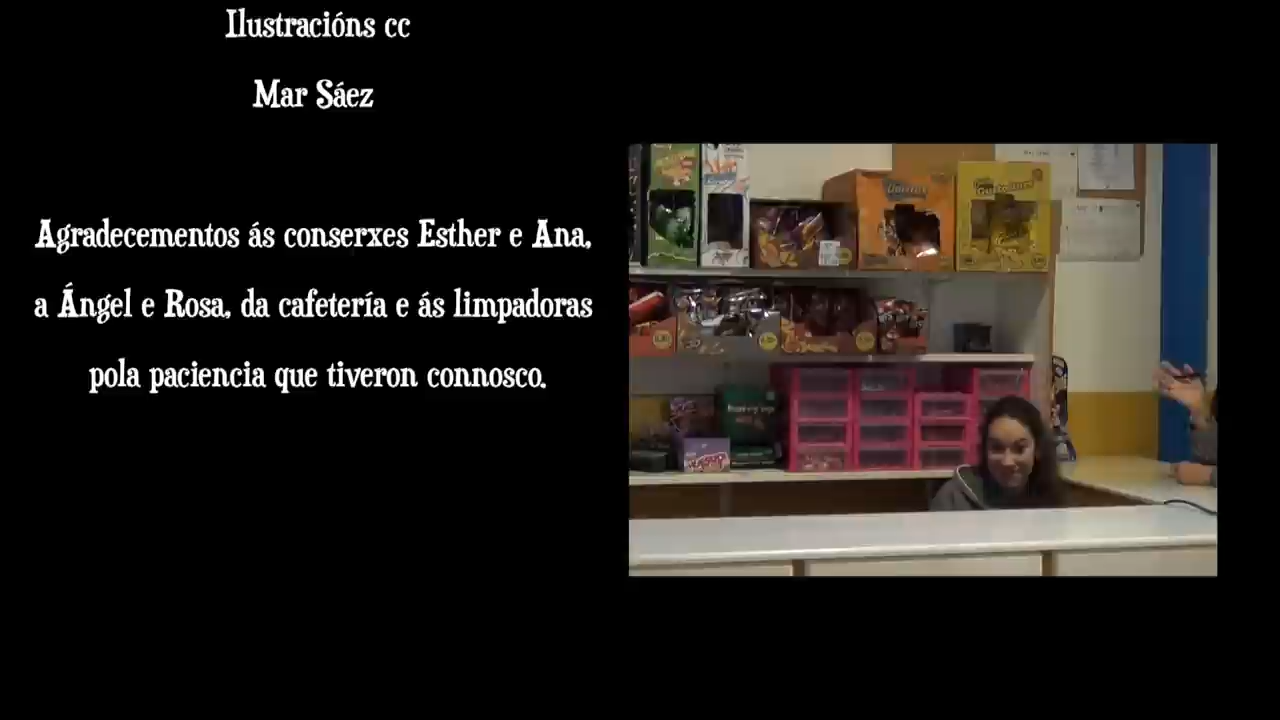 Ilustracións cc
Mar Sáez
Agradecementos ás conserxes Esther e Ana,
a Ángel e Rosa, da cafetería e ás limpadoras
pola paciencia que tiveron connosco.